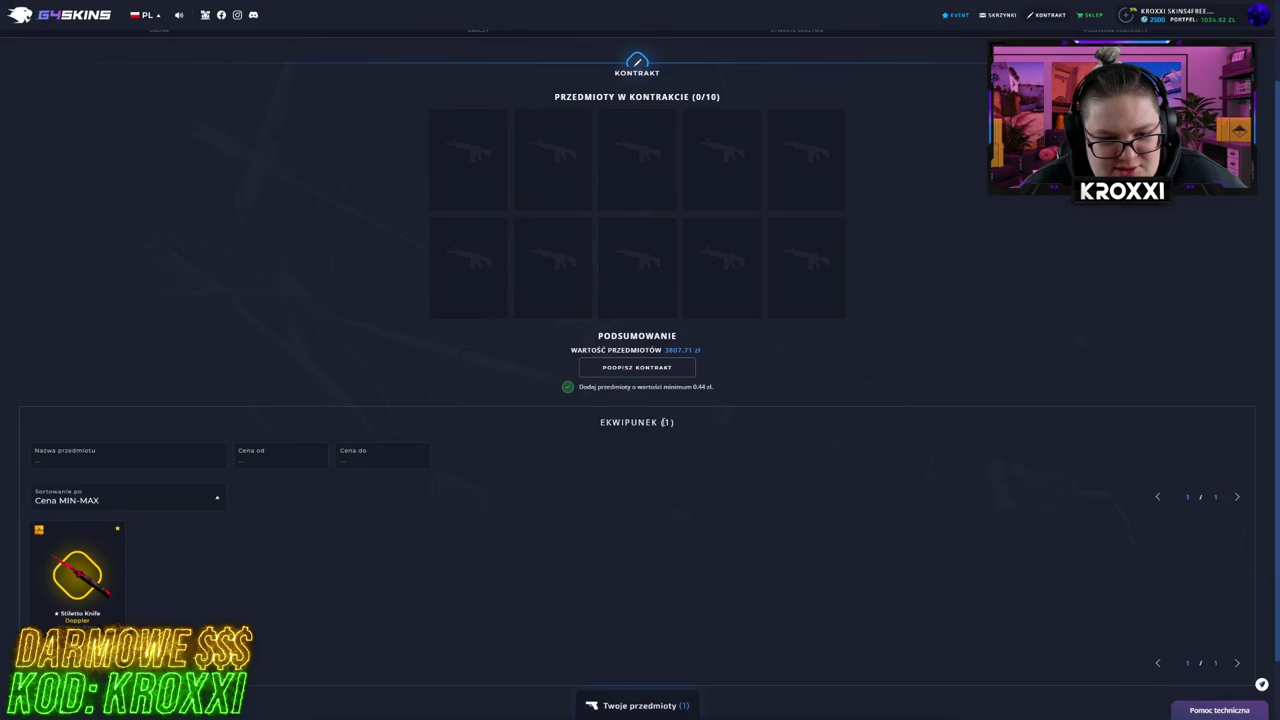 G4SKINS
PL
EVENT
SKRZYNKI
KONTRAKT
SKLEP
5%
KROXXI SKINS4FREE....
2500
PORTFEL: 1034.92 ZŁ
KONTRAKT
PRZEDMIOTY W KONTRAKCIE (0/10)
KROXXI
PODSUMOWANIE
WARTOŚĆ PRZEDMIOTÓW 3807.71 zł
PODPISZ KONTRAKT
Dodaj przedmioty o wartości minimum 0.44 zł.
EKWIPUNEK (1)
Nazwa przedmiotu
...
Cena od
...
Cena do
...
Sortowanie po
Cena MIN-MAX
1 / 1
★ Stiletto Knife
Doppler
DARMOWE $$$
KOD: KROXXI
1 / 1
Twoje przedmioty (1)
Pomoc techniczna